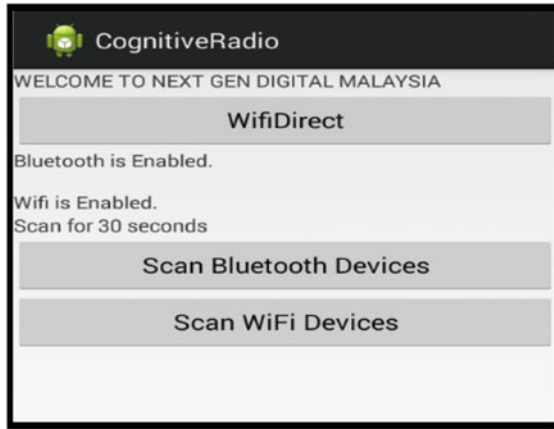 CognitiveRadio
WELCOME TO NEXT GEN DIGITAL MALAYSIA
WifiDirect
Bluetooth is Enabled.
Wifi is Enabled.
Scan for 30 seconds
Scan Bluetooth Devices
Scan WiFi Devices